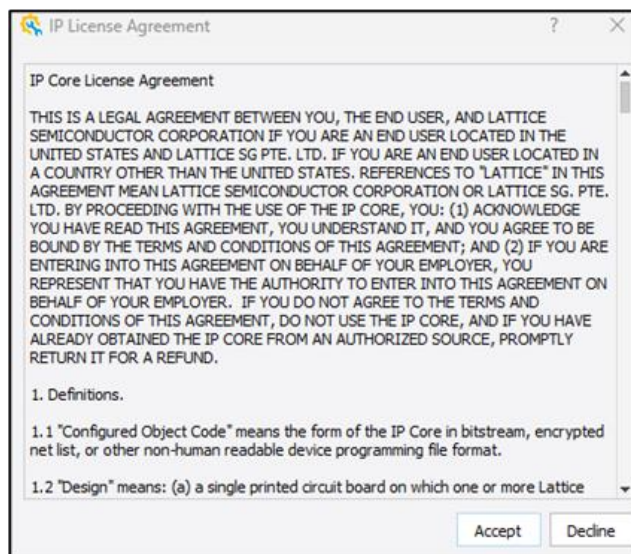 IP License Agreement
IP Core License Agreement
THIS IS A LEGAL AGREEMENT BETWEEN YOU, THE END USER, AND LATTICE
SEMICONDUCTOR CORPORATION IF YOU ARE AN END USER LOCATED IN THE
UNITED STATES AND LATTICE SG PTE. LTD. IF YOU ARE AN END USER LOCATED IN
A COUNTRY OTHER THAN THE UNITED STATES. REFERENCES TO "LATTICE" IN THIS
AGREEMENT MEAN LATTICE SEMICONDUCTOR CORPORATION OR LATTICE SG. PTE.
LTD. BY PROCEEDING WITH THE USE OF THE IP CORE, YOU: (1) ACKNOWLEDGE
YOU HAVE READ THIS AGREEMENT, YOU UNDERSTAND IT, AND YOU AGREE TO BE
BOUND BY THE TERMS AND CONDITIONS OF THIS AGREEMENT; AND (2) IF YOU ARE
ENTERING INTO THIS AGREEMENT ON BEHALF OF YOUR EMPLOYER, YOU
REPRESENT THAT YOU HAVE THE AUTHORITY TO ENTER INTO THIS AGREEMENT ON
BEHALF OF YOUR EMPLOYER.  IF YOU DO NOT AGREE TO THE TERMS AND
CONDITIONS OF THIS AGREEMENT, DO NOT USE THE IP CORE, AND IF YOU HAVE
ALREADY OBTAINED THE IP CORE FROM AN AUTHORIZED SOURCE, PROMPTLY
RETURN IT FOR A REFUND.
1. Definitions.
1.1 "Configured Object Code" means the form of the IP Core in bitstream, encrypted
net list, or other non-human readable device programming file format.
1.2 "Design" means: (a) a single printed circuit board on which one or more Lattice
Accept Decline